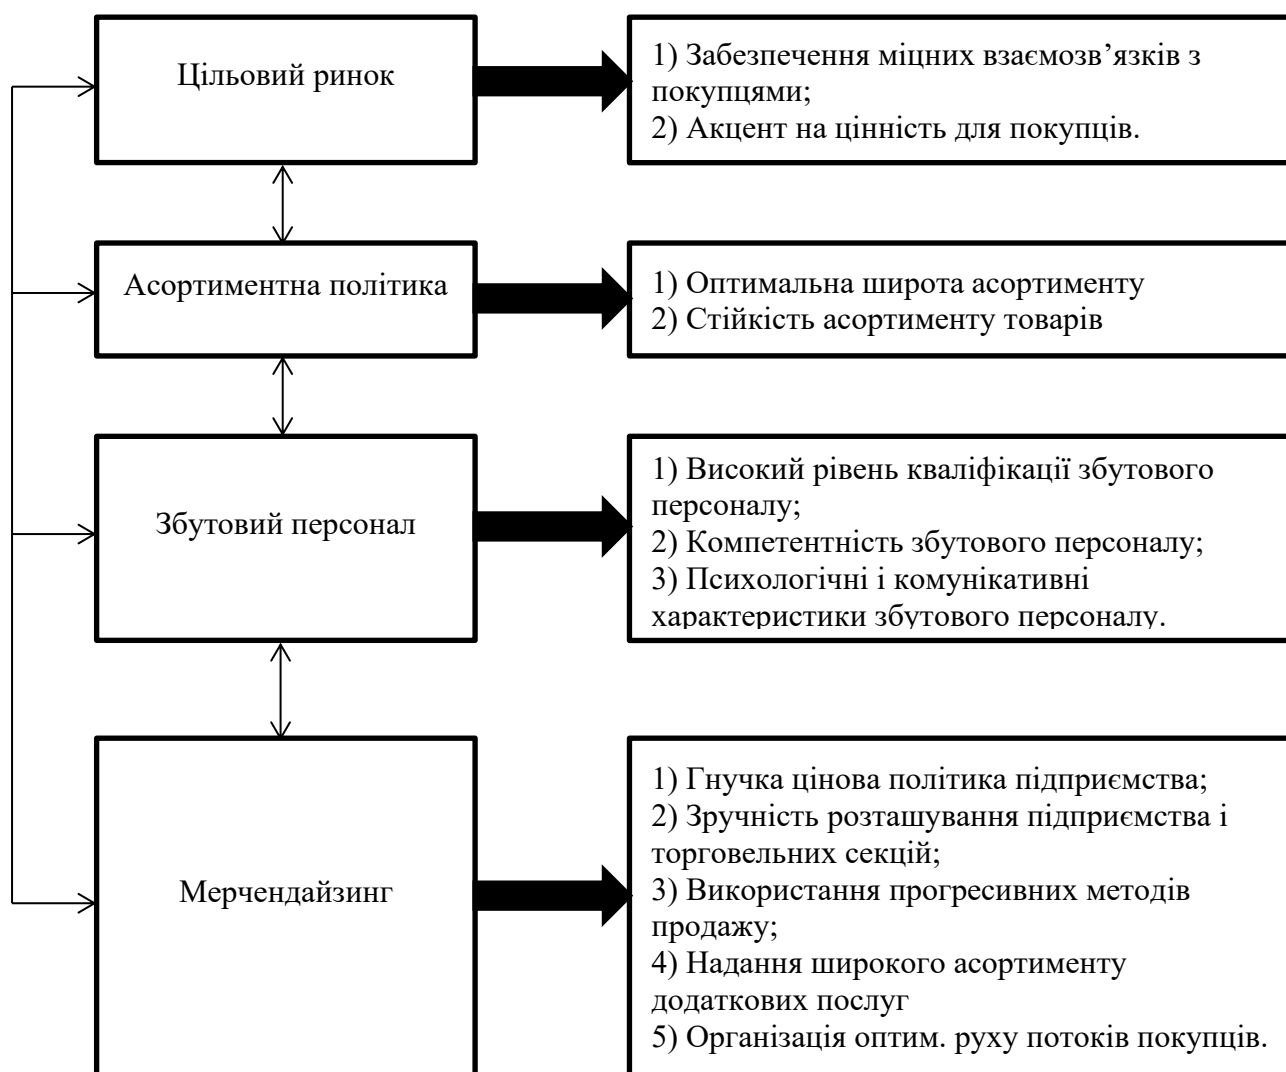 Цільовий ринок
1) Забезпечення міцних взаємозв’язків з
покупцями;
2) Акцент на цінність для покупців.
Асортиментна політика
1) Оптимальна широта асортименту
2) Стійкість асортименту товарів
Збутовий персонал
1) Високий рівень кваліфікації збутового
персоналу;
2) Компетентність збутового персоналу;
3) Психологічні і комунікативні
характеристики збутового персоналу.
Мерчендайзинг
1) Гнучка цінова політика підприємства;
2) Зручність розташування підприємства і
торговельних секцій;
3) Використання прогресивних методів
продажу;
4) Надання широкого асортименту
додаткових послуг
5) Організація оптим. руху потоків покупців.